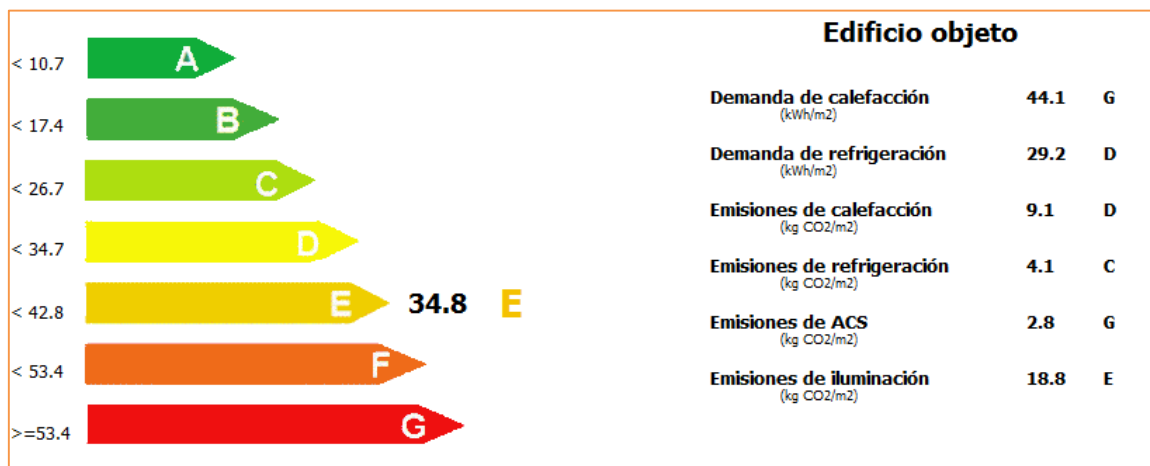 Edificio objeto
< 10.7 A
< 17.4 B
< 26.7 C
< 34.7 D
< 42.8 E 34.8 E
< 53.4 F
>=53.4 G
Demanda de calefacción 44.1 G
(kWh/m2)
Demanda de refrigeración 29.2 D
(kWh/m2)
Emisiones de calefacción 9.1 D
(kg CO2/m2)
Emisiones de refrigeración 4.1 C
(kg CO2/m2)
Emisiones de ACS 2.8 G
(kg CO2/m2)
Emisiones de iluminación 18.8 E
(kg CO2/m2)